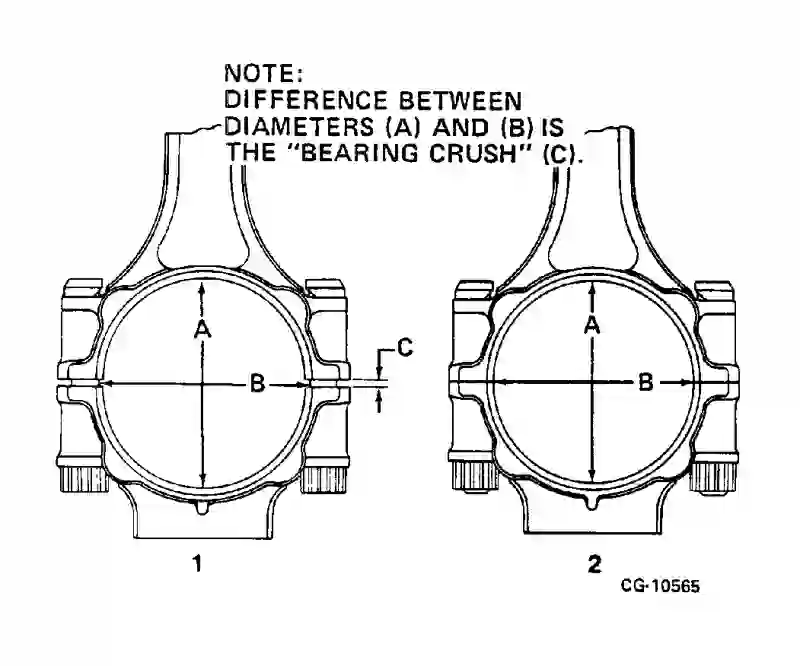 NOTE:
DIFFERENCE BETWEEN
DIAMETERS (A) AND (B) IS
THE "BEARING CRUSH" (C).
A
B
C
A
B
1
2
CG-10565